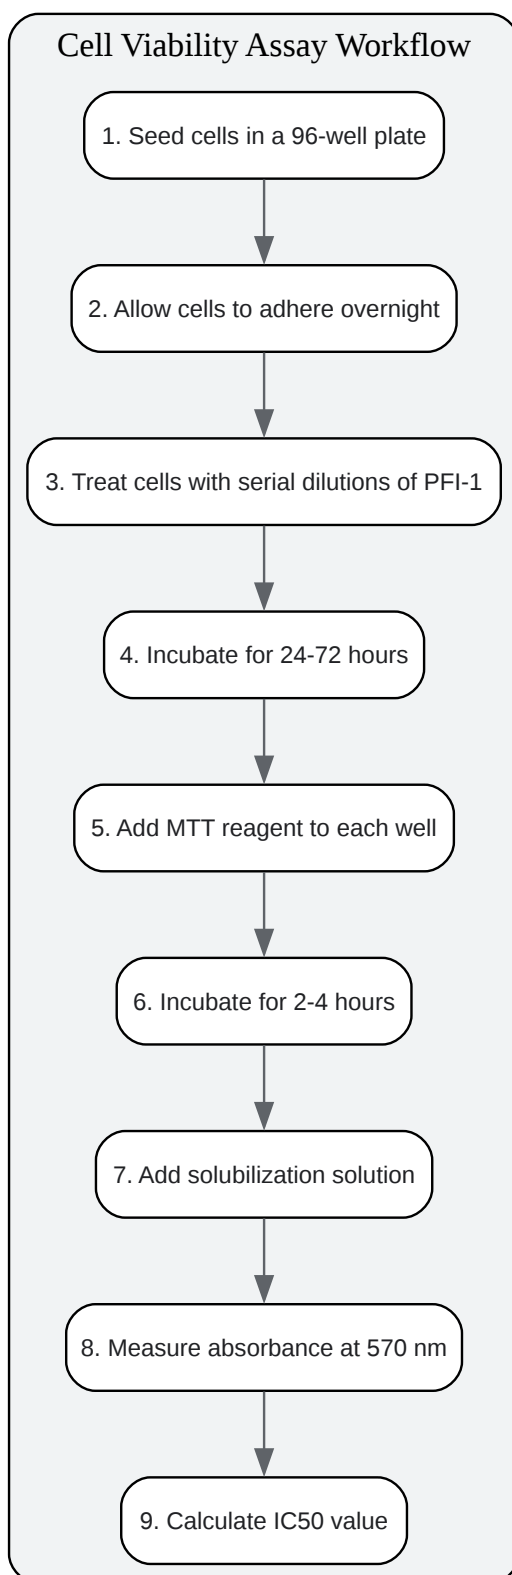 Cell Viability Assay Workflow
1. Seed cells in a 96-well plate
2. Allow cells to adhere overnight
3. Treat cells with serial dilutions of PFI-1
4. Incubate for 24-72 hours
5. Add MTT reagent to each well
6. Incubate for 2-4 hours
7. Add solubilization solution
8. Measure absorbance at 570 nm
9. Calculate IC50 value